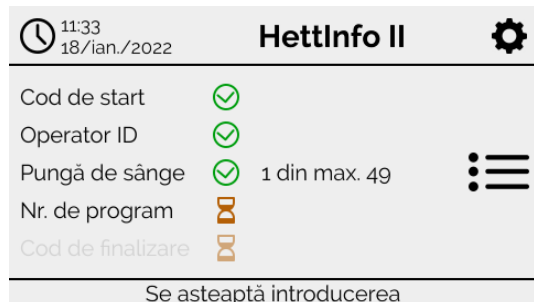 11:33
18/ian./2022
HettInfo II
Cod de start
Operator ID
Pungă de sânge 1 din max. 49
Nr. de program
Cod de finalizare
Se asteaptă introducerea